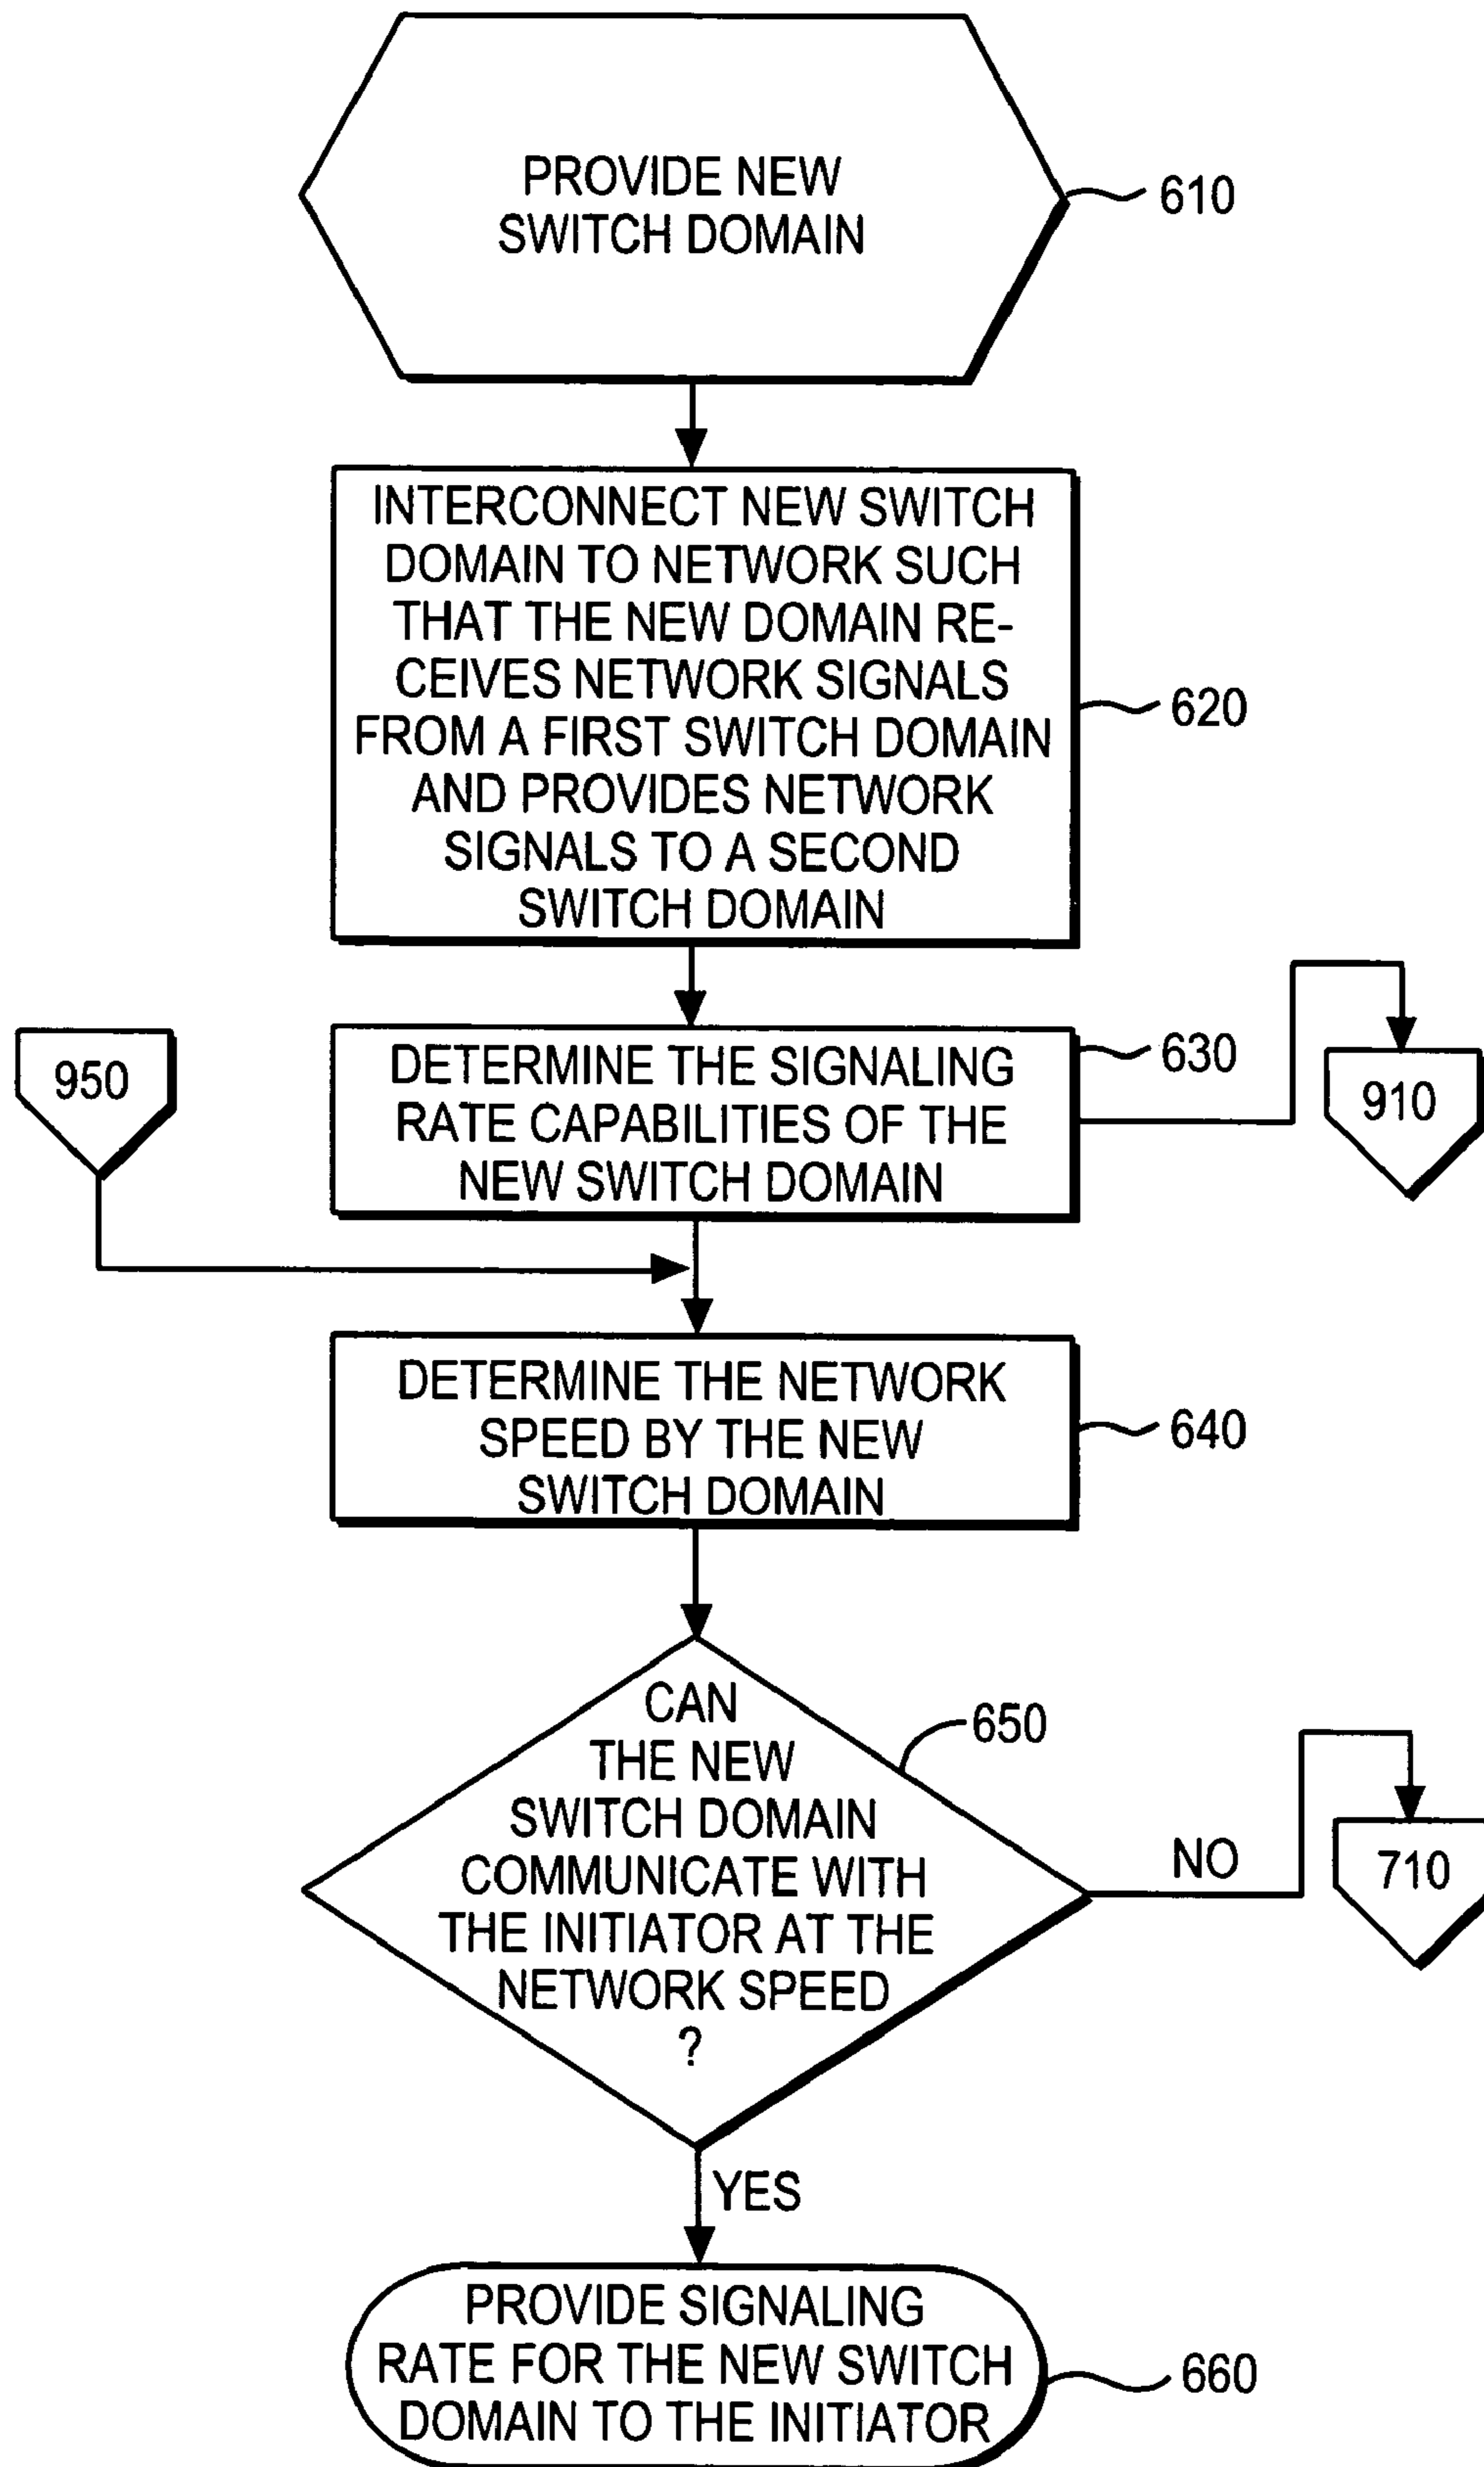 PROVIDE NEW
SWITCH DOMAIN
610
INTERCONNECT NEW SWITCH
DOMAIN TO NETWORK SUCH
THAT THE NEW DOMAIN RE-
CEIVES NETWORK SIGNALS
FROM A FIRST SWITCH DOMAIN
AND PROVIDES NETWORK
SIGNALS TO A SECOND
SWITCH DOMAIN
620
950
DETERMINE THE SIGNALING
RATE CAPABILITIES OF THE
NEW SWITCH DOMAIN
630
910
DETERMINE THE NETWORK
SPEED BY THE NEW
SWITCH DOMAIN
640
CAN
THE NEW
SWITCH DOMAIN
COMMUNICATE WITH
THE INITIATOR AT THE
NETWORK SPEED
?
650
NO
710
YES
PROVIDE SIGNALING
RATE FOR THE NEW SWITCH
DOMAIN TO THE INITIATOR
660